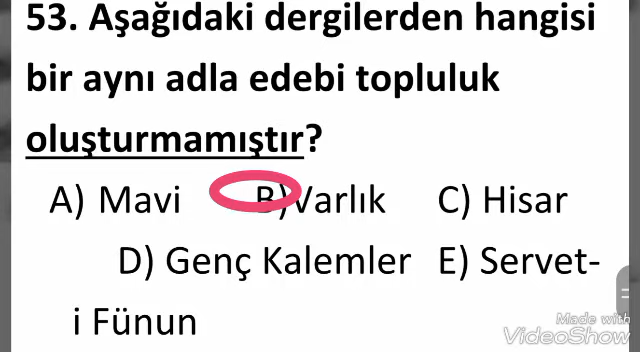 53. Aşağıdaki dergilerden hangisi
bir aynı adla edebi topluluk
oluşturmamıştır?
A) Mavi B)Varlık C) Hisar
D) Genç Kalemler E) Servet-
i Fünun
Made with
VideoShow